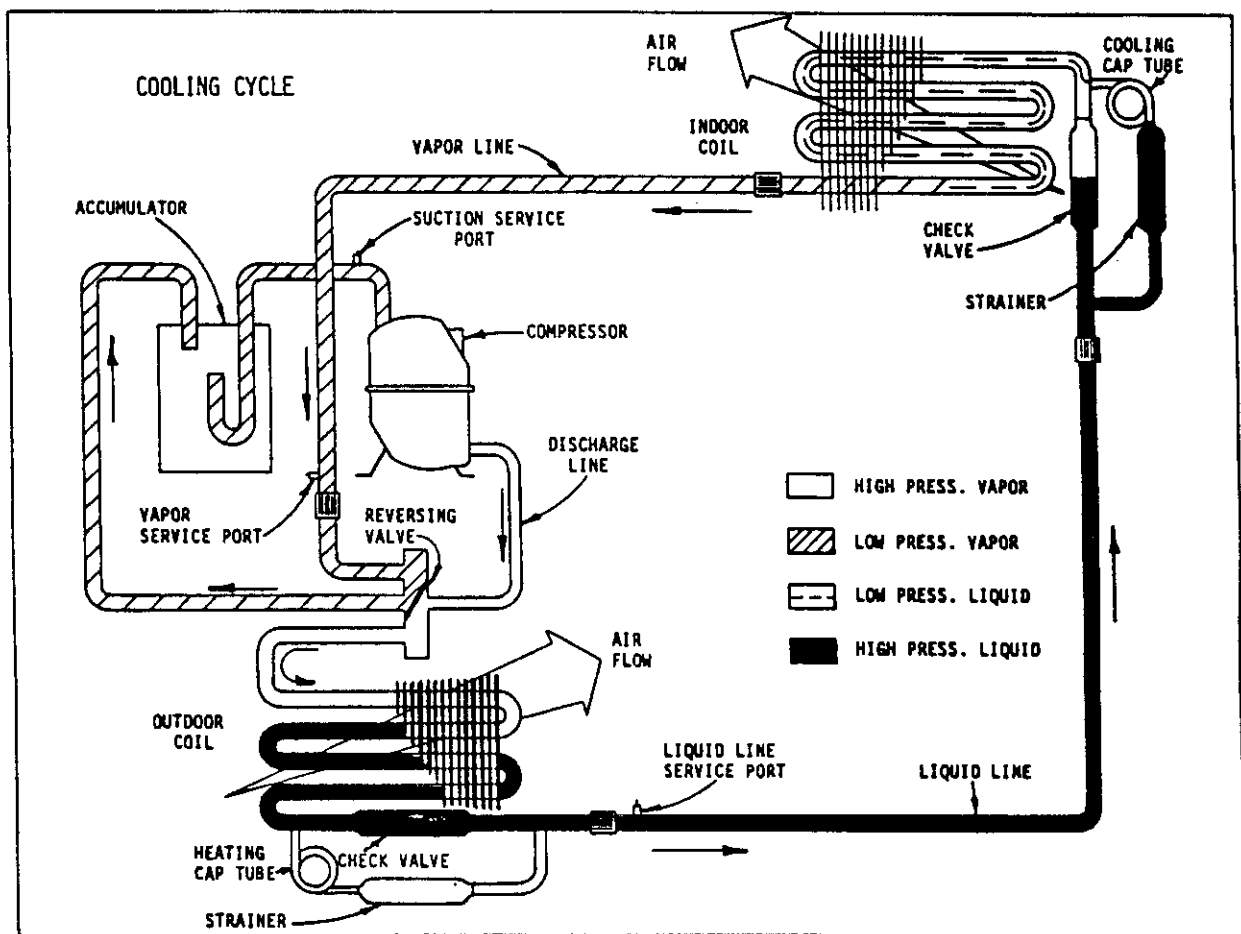 COOLING CYCLE
AIR
FLOW
COOLING
CAP TUBE
INDOOR
COIL
VAPOR LINE
ACCUMULATOR
SUCTION SERVICE
PORT
CHECK
VALVE
STRAINER
COMPRESSOR
DISCHARGE
LINE
VAPOR
SERVICE PORT
REVERSING
VALVE
HIGH PRESS. VAPOR
LOW PRESS. VAPOR
LOW PRESS. LIQUID
HIGH PRESS. LIQUID
AIR
FLOW
OUTDOOR
COIL
LIQUID LINE
SERVICE PORT
LIQUID LINE
HEATING
CAP TUBE
CHECK VALVE
STRAINER